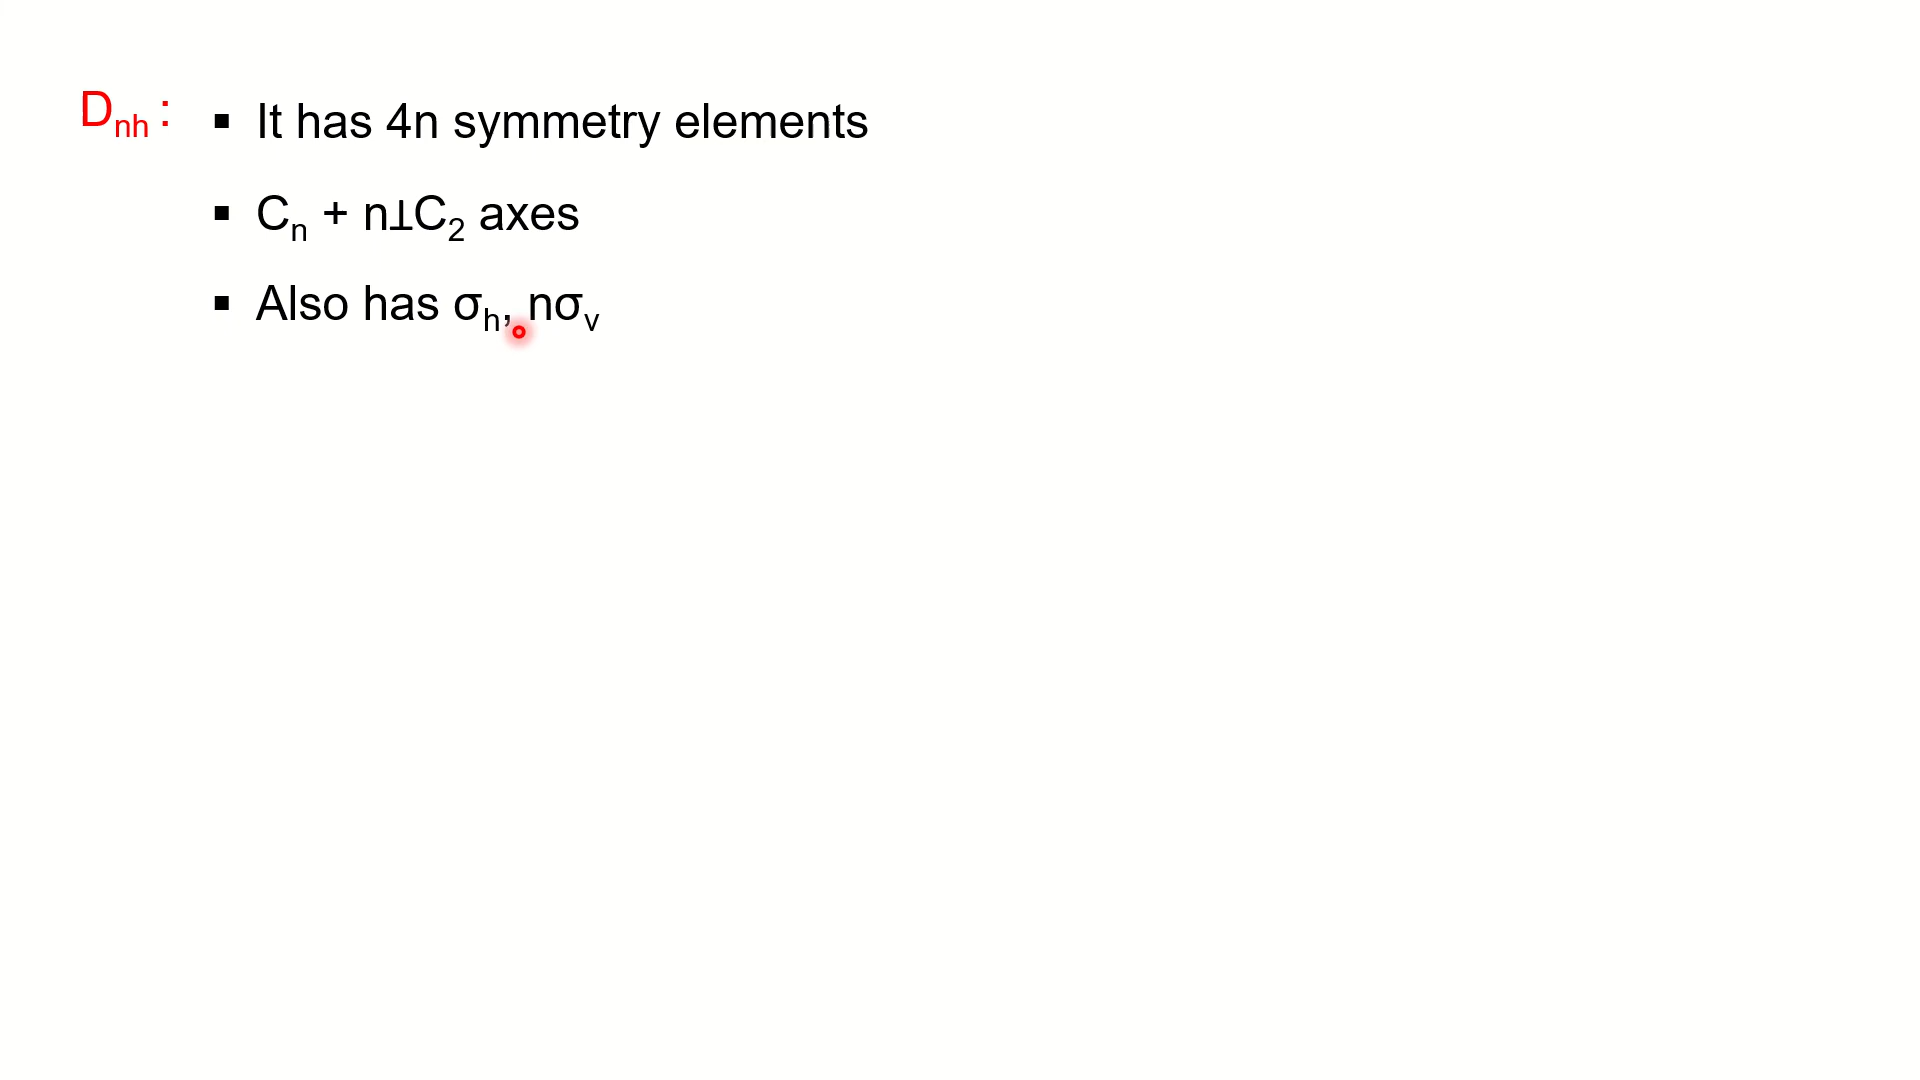 Dₙₕ : ▪ It has 4n symmetry elements
▪ Cₙ + n⊥C₂ axes
▪ Also has σₕ, nσᵥ